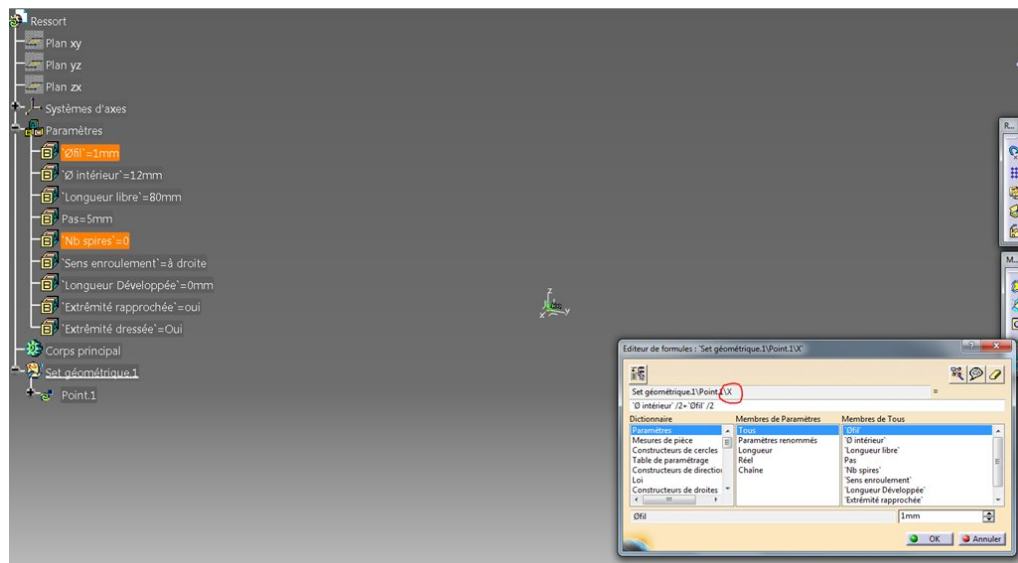 Ressort
Plan xy
Plan yz
Plan zx
Systèmes d'axes
Paramètres
`Øfil`=1mm
`Ø intérieur`=12mm
`Longueur libre`=80mm
Pas=5mm
`Nb spires`=0
`Sens enroulement`=à droite
`Longueur Développée`=0mm
`Extrêmité rapprochée`=oui
`Extrêmité dressée`=Oui
Corps principal
Set géométrique.1
Point.1
z
x
y
R...
M...
Editeur de formules : `Set géométrique.1\Point.1\X`
Set géométrique.1\Point.1\X =
`Ø intérieur` /2+`Øfil` /2
Dictionnaire Membres de Paramètres Membres de Tous
Paramètres Tous `Øfil`
Mesures de pièce Paramètres renommés `Ø intérieur`
Constructeurs de cercles Longueur `Longueur libre`
Table de paramétrage Réel Pas
Constructeurs de direction Chaîne `Nb spires`
Loi `Sens enroulement`
Constructeurs de droites `Longueur Développée`
`Extrêmité rapprochée`
Øfil 1mm
OK Annuler